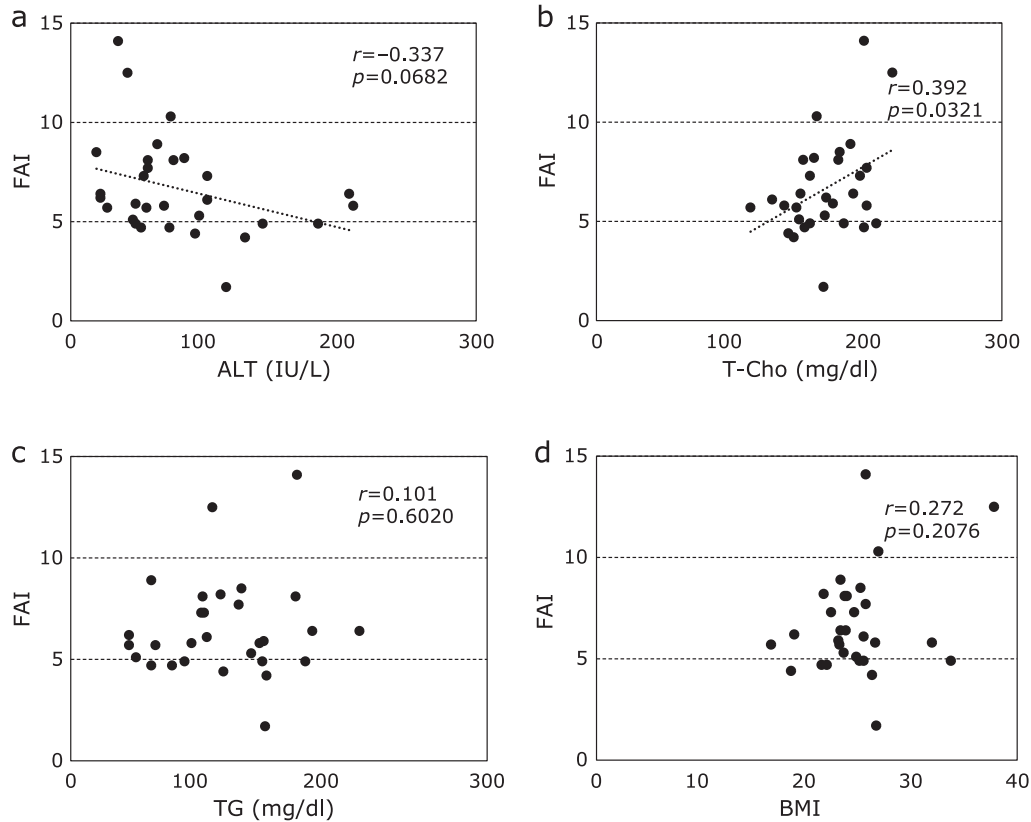 a
15
10
5
0
FAI
r=−0.337
p=0.0682
0 100 200 300
ALT (IU/L)
b
15
10
5
0
FAI
r=0.392
p=0.0321
0 100 200 300
T-Cho (mg/dl)
c
15
10
5
0
FAI
r=0.101
p=0.6020
0 100 200 300
TG (mg/dl)
d
15
10
5
0
FAI
r=0.272
p=0.2076
0 20 30 40
BMI